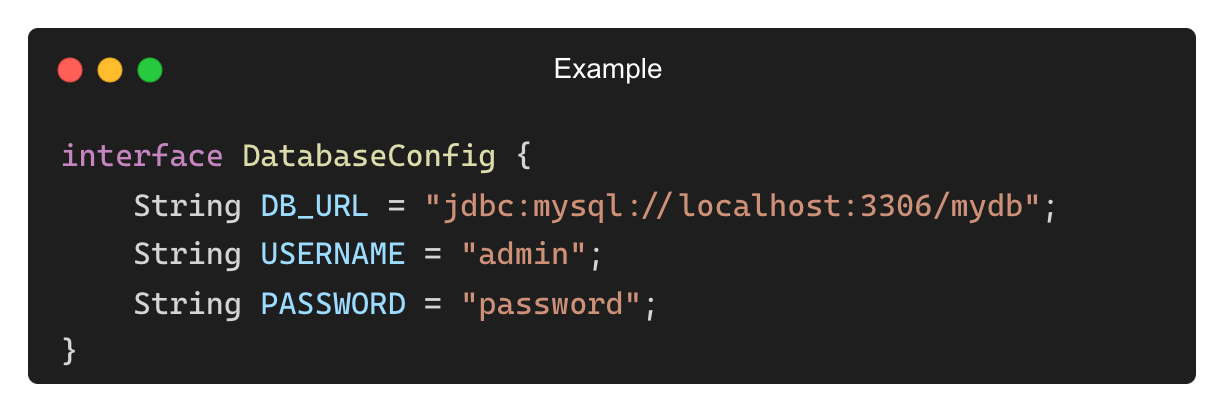 Example
interface DatabaseConfig {
    String DB_URL = "jdbc:mysql://localhost:3306/mydb";
    String USERNAME = "admin";
    String PASSWORD = "password";
}